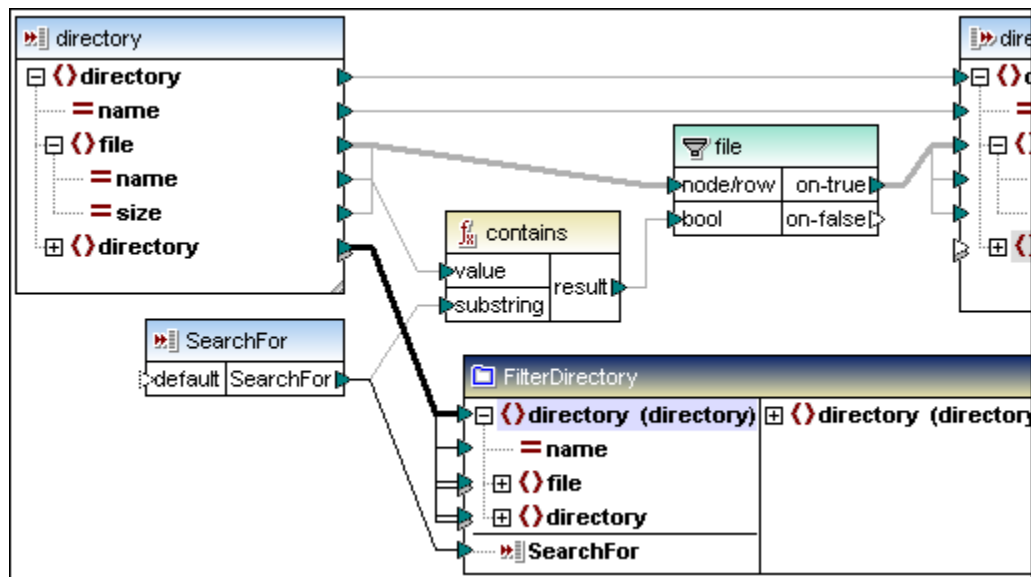 directory
directory
name
file
name
size
directory
SearchFor
default SearchFor
contains
value
substring
result
file
node/row on-true
bool on-false
FilterDirectory
directory (directory)
name
file
directory
SearchFor
directory (directory